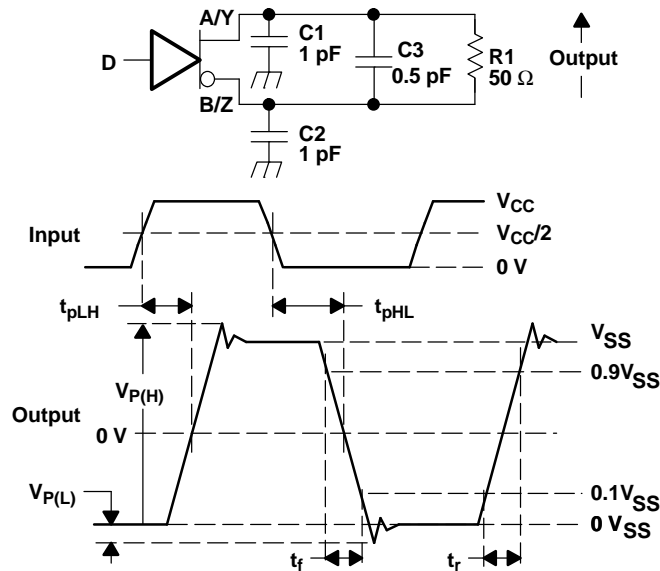 A/Y
C1
1 pF
C3
0.5 pF
R1
50 Ω
Output
D
B/Z
C2
1 pF
VCC
Input
VCC/2
0 V
tpLH
tpHL
VSS
VP(H)
0.9VSS
Output
0 V
VP(L)
0.1VSS
0 VSS
tf
tr